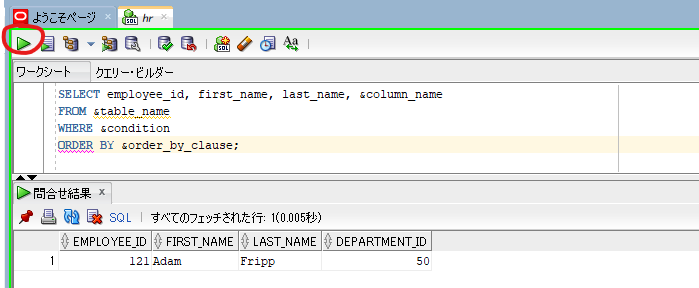 ようこそページ × hr ×
ワークシート クエリー・ビルダー
SELECT employee_id, first_name, last_name, &column_name
FROM &table_name
WHERE &condition
ORDER BY &order_by_clause;
問合せ結果 ×
SQL | すべてのフェッチされた行: 1(0.005秒)
EMPLOYEE_ID FIRST_NAME LAST_NAME DEPARTMENT_ID
1 121 Adam Fripp 50